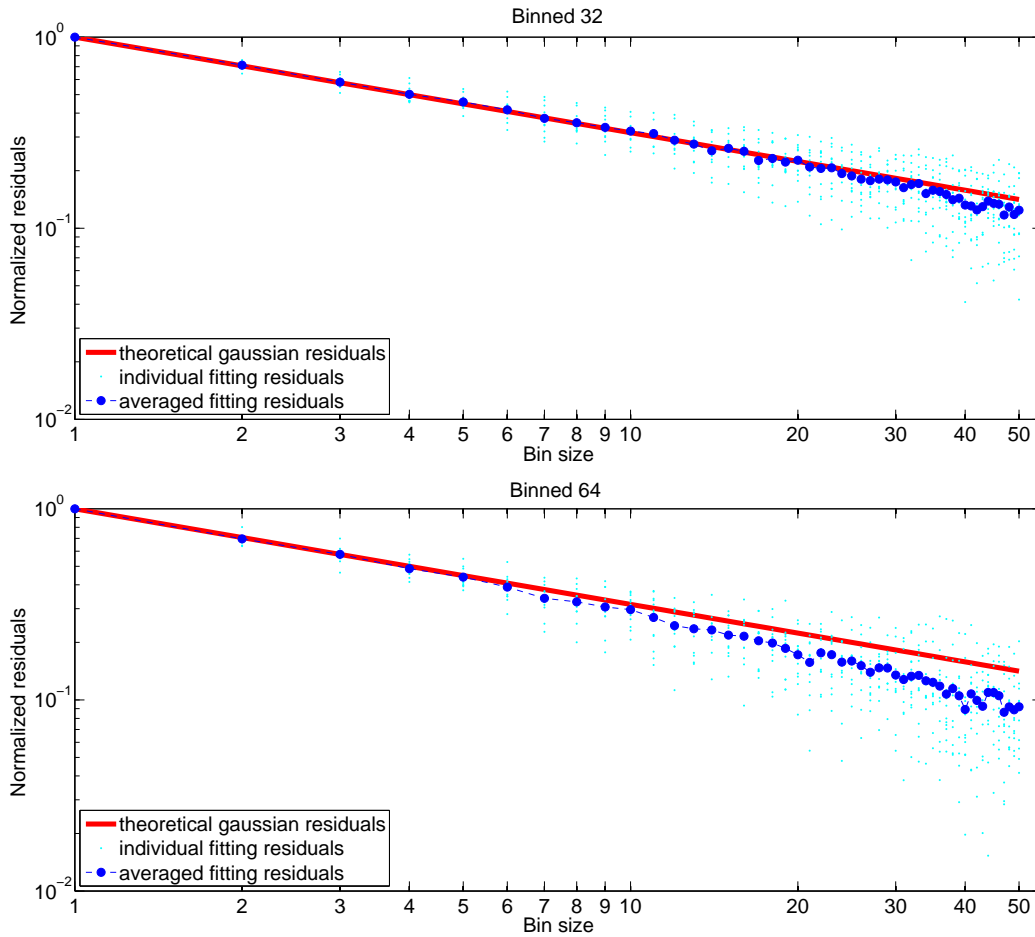 Binned 32
Normalized residuals
10^0
10^-1
10^-2
theoretical gaussian residuals
individual fitting residuals
averaged fitting residuals
1 2 3 4 5 6 7 8 9 10 20 30 40 50
Bin size
Binned 64
Normalized residuals
10^0
10^-1
10^-2
theoretical gaussian residuals
individual fitting residuals
averaged fitting residuals
1 2 3 4 5 6 7 8 9 10 20 30 40 50
Bin size